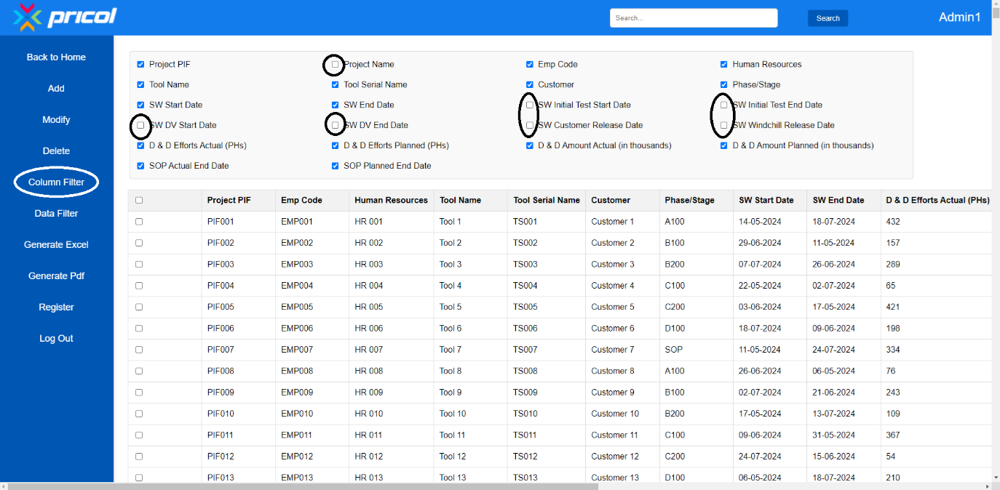 pricol
Search...
Search
Admin1
Back to Home
Add
Modify
Delete
Column Filter
Data Filter
Generate Excel
Generate Pdf
Register
Log Out
Project PIF Project Name Emp Code Human Resources
Tool Name Tool Serial Name Customer Phase/Stage
SW Start Date SW End Date SW Initial Test Start Date SW Initial Test End Date
SW DV Start Date SW DV End Date SW Customer Release Date SW Windchill Release Date
D & D Efforts Actual (PHs) D & D Efforts Planned (PHs) D & D Amount Actual (in thousands) D & D Amount Planned (in thousands)
SOP Actual End Date SOP Planned End Date
Project PIF Emp Code Human Resources Tool Name Tool Serial Name Customer Phase/Stage SW Start Date SW End Date D & D Efforts Actual (PHs)
PIF001 EMP001 HR 001 Tool 1 TS001 Customer 1 A100 14-05-2024 18-07-2024 432
PIF002 EMP002 HR 002 Tool 2 TS002 Customer 2 B100 29-06-2024 11-05-2024 157
PIF003 EMP003 HR 003 Tool 3 TS003 Customer 3 B200 07-07-2024 26-06-2024 289
PIF004 EMP004 HR 004 Tool 4 TS004 Customer 4 C100 22-05-2024 02-07-2024 65
PIF005 EMP005 HR 005 Tool 5 TS005 Customer 5 C200 03-06-2024 17-05-2024 421
PIF006 EMP006 HR 006 Tool 6 TS006 Customer 6 D100 18-07-2024 09-06-2024 198
PIF007 EMP007 HR 007 Tool 7 TS007 Customer 7 SOP 11-05-2024 24-07-2024 334
PIF008 EMP008 HR 008 Tool 8 TS008 Customer 8 A100 26-06-2024 06-05-2024 76
PIF009 EMP009 HR 009 Tool 9 TS009 Customer 9 B100 02-07-2024 21-06-2024 243
PIF010 EMP010 HR 010 Tool 10 TS010 Customer 10 B200 17-05-2024 13-07-2024 109
PIF011 EMP011 HR 011 Tool 11 TS011 Customer 11 C100 09-06-2024 31-05-2024 367
PIF012 EMP012 HR 012 Tool 12 TS012 Customer 12 C200 24-07-2024 15-06-2024 54
PIF013 EMP013 HR 013 Tool 13 TS013 Customer 13 D100 06-05-2024 18-07-2024 210